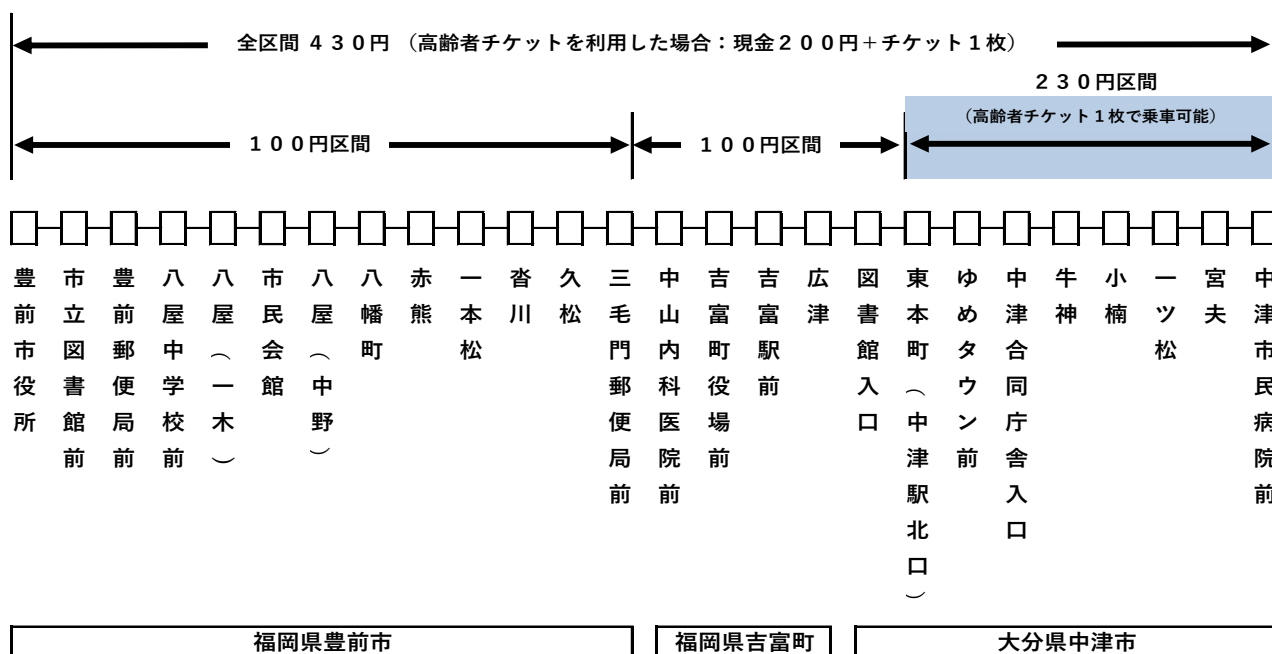 全区間 430円 (高齢者チケットを利用した場合:現金200円+チケット1枚)
230円区間
(高齢者チケット1枚で乗車可能)
100円区間
100円区間
豊前市役所
市立図書館前
豊前郵便局前
八屋中学校前
八屋(一木)
市民会館
八屋(中野)
八幡町
赤熊
一本松
沓川
久松
三毛門郵便局前
中山内科医院前
吉富町役場前
吉富駅前
広津
図書館入口
東本町(中津駅北口)
ゆめタウン前
中津合同庁舎入口
牛神
小楠
一ツ松
宮夫
中津市民病院前
福岡県豊前市
福岡県吉富町
大分県中津市